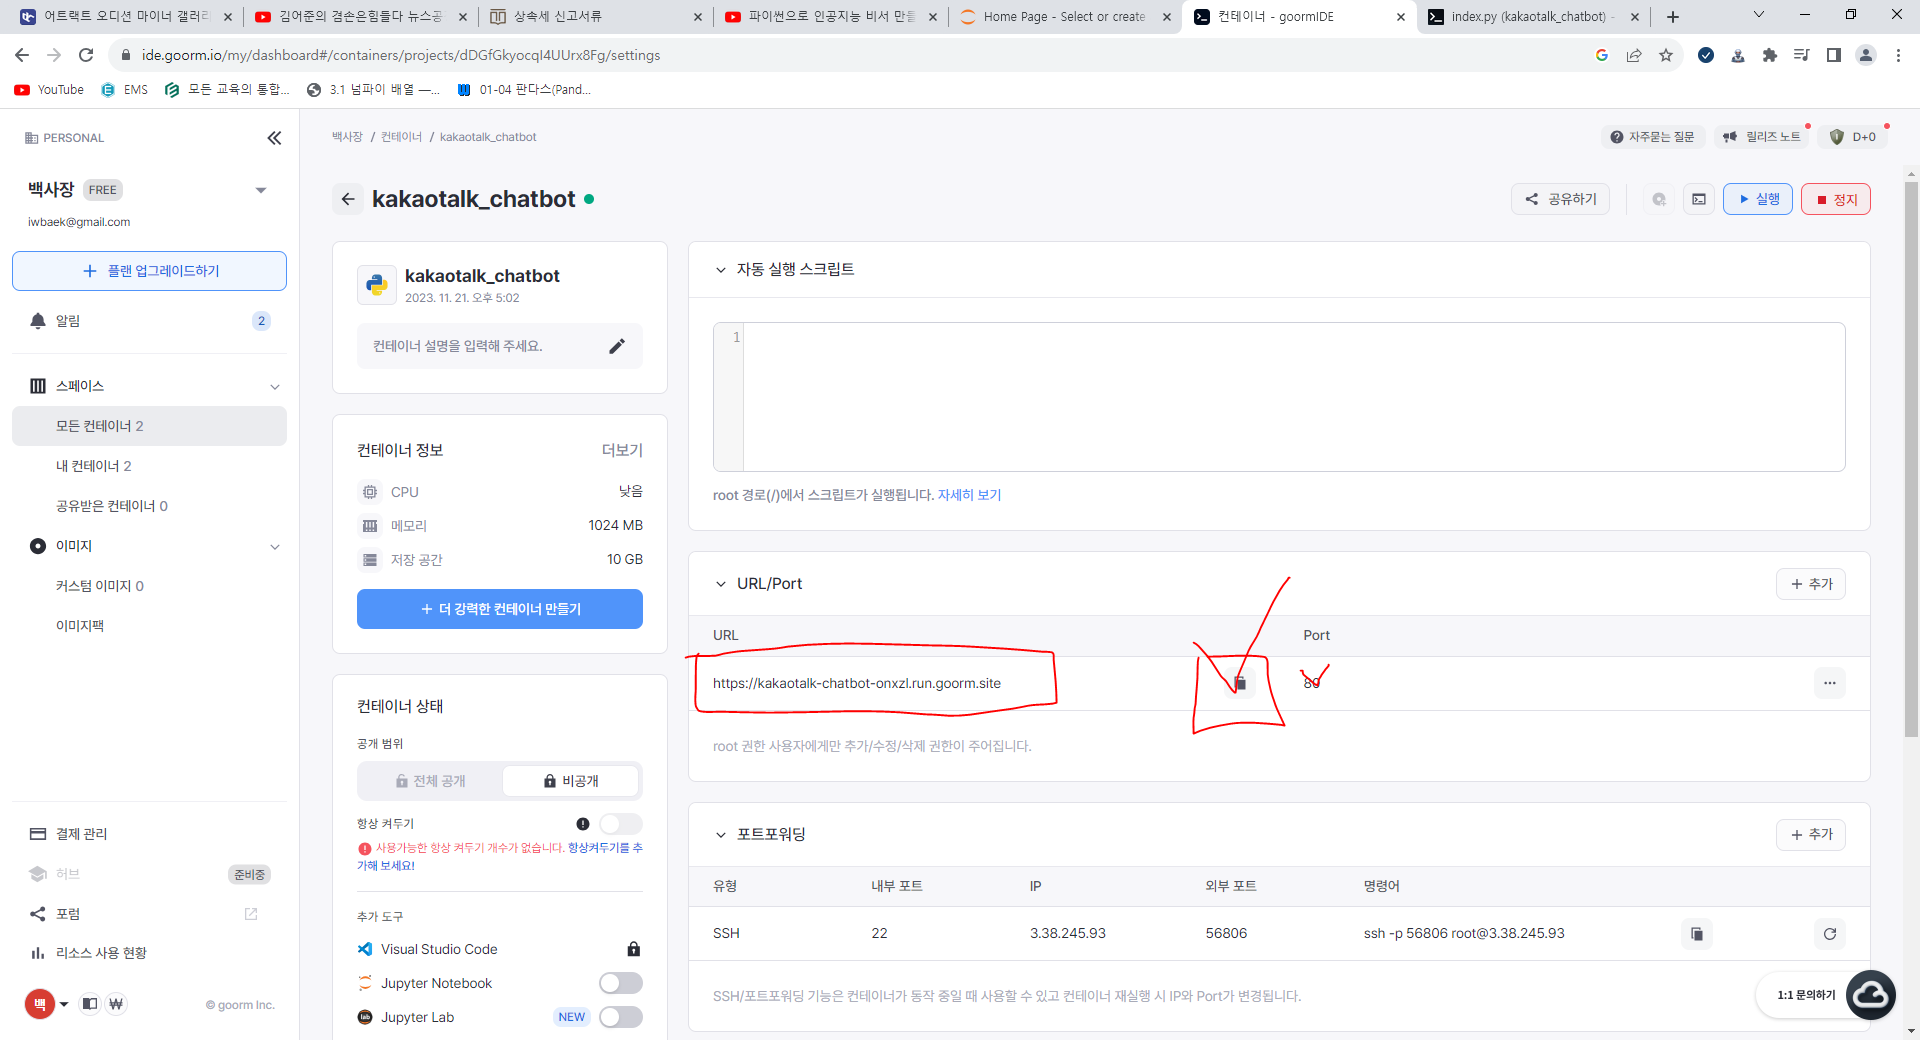 어트랙트 오디션 마이너 갤러리
김어준의 겸손은힘들다 뉴스공
상속세 신고서류
파이썬으로 인공지능 비서 만들
Home Page - Select or create
컨테이너 - goormIDE
index.py (kakaotalk_chatbot) -
ide.goorm.io/my/dashboard#/containers/projects/dDGfGkyocqI4UUrx8Fg/settings
YouTube
EMS
모든 교육의 통합...
3.1 넘파이 배열 —...
01-04 판다스(Pand...
PERSONAL
백사장 FREE
iwbaek@gmail.com
+ 플랜 업그레이드하기
알림 2
스페이스
모든 컨테이너 2
내 컨테이너 2
공유받은 컨테이너 0
이미지
커스텀 이미지 0
이미지팩
결제 관리
허브 준비중
포럼
리소스 사용 현황
백
© goorm Inc.
백사장 / 컨테이너 / kakaotalk_chatbot
자주묻는 질문
릴리즈 노트
D+0
kakaotalk_chatbot
공유하기
실행
정지
kakaotalk_chatbot
2023. 11. 21. 오후 5:02
컨테이너 설명을 입력해 주세요.
컨테이너 정보 더보기
CPU 낮음
메모리 1024 MB
저장 공간 10 GB
+ 더 강력한 컨테이너 만들기
컨테이너 상태
공개 범위
전체 공개 비공개
항상 켜두기
사용가능한 항상 켜두기 개수가 없습니다. 항상켜두기를 추
가해 보세요!
추가 도구
Visual Studio Code
Jupyter Notebook
Jupyter Lab NEW
자동 실행 스크립트
1
root 경로(/)에서 스크립트가 실행됩니다. 자세히 보기
URL/Port
+ 추가
URL Port
https://kakaotalk-chatbot-onxzl.run.goorm.site 80
root 권한 사용자에게만 추가/수정/삭제 권한이 주어집니다.
포트포워딩
+ 추가
유형 내부 포트 IP 외부 포트 명령어
SSH 22 3.38.245.93 56806 ssh -p 56806 root@3.38.245.93
SSH/포트포워딩 기능은 컨테이너가 동작 중일 때 사용할 수 있고 컨테이너 재실행 시 IP와 Port가 변경됩니다.
1:1 문의하기